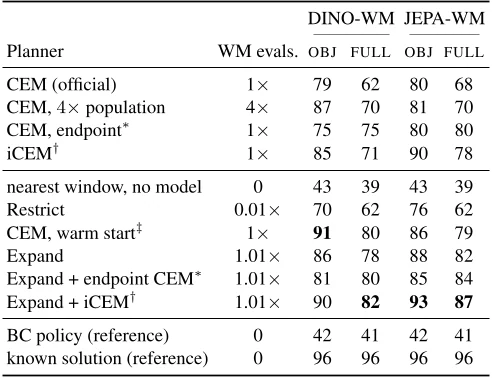 DINO-WM JEPA-WM
Planner WM evals. OBJ FULL OBJ FULL
CEM (official) 1× 79 62 80 68
CEM, 4× population 4× 87 70 81 70
CEM, endpoint* 1× 75 75 80 80
iCEM† 1× 85 71 90 78
nearest window, no model 0 43 39 43 39
Restrict 0.01× 70 62 76 62
CEM, warm start‡ 1× 91 80 86 79
Expand 1.01× 86 78 88 82
Expand + endpoint CEM* 1.01× 81 80 85 84
Expand + iCEM† 1.01× 90 82 93 87
BC policy (reference) 0 42 41 42 41
known solution (reference) 0 96 96 96 96